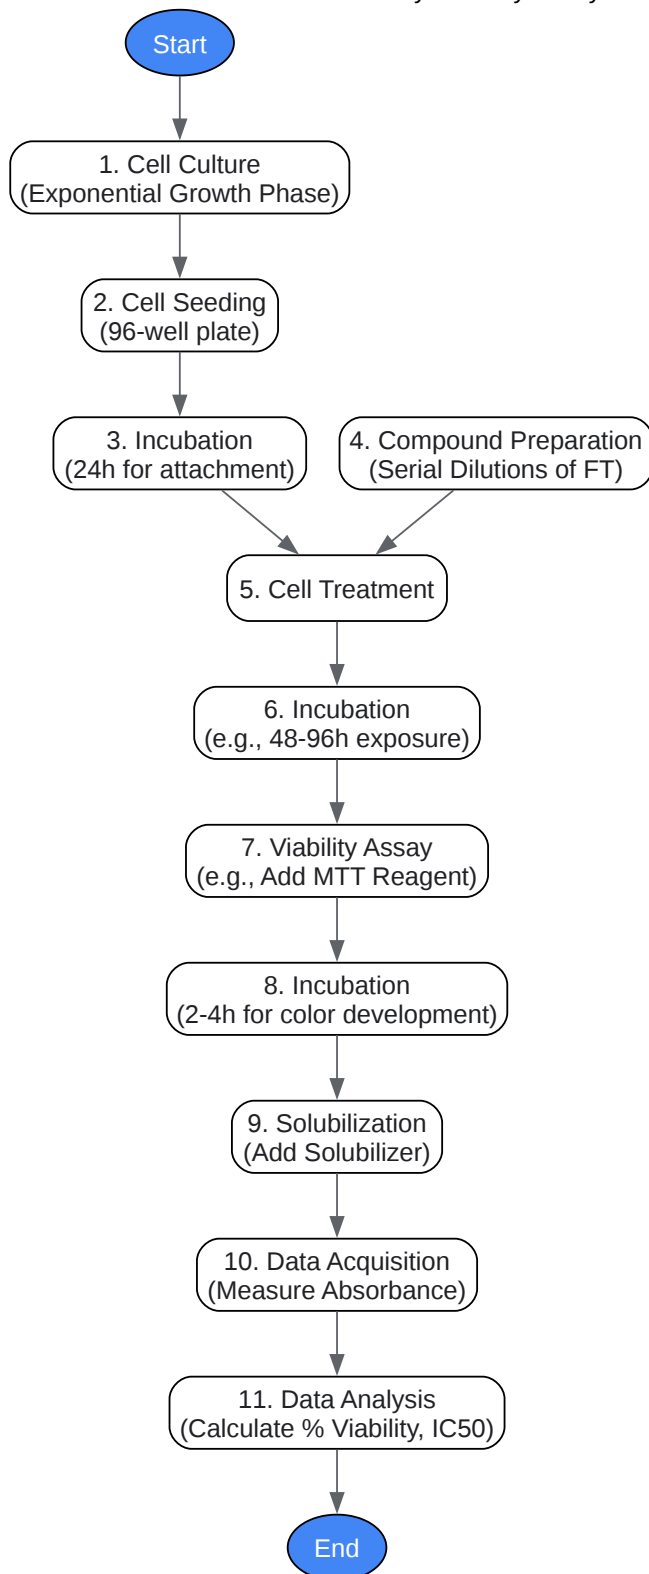 Start
1. Cell Culture
(Exponential Growth Phase)
2. Cell Seeding
(96-well plate)
3. Incubation
(24h for attachment)
4. Compound Preparation
(Serial Dilutions of FT)
5. Cell Treatment
6. Incubation
(e.g., 48-96h exposure)
7. Viability Assay
(e.g., Add MTT Reagent)
8. Incubation
(2-4h for color development)
9. Solubilization
(Add Solubilizer)
10. Data Acquisition
(Measure Absorbance)
11. Data Analysis
(Calculate % Viability, IC50)
End